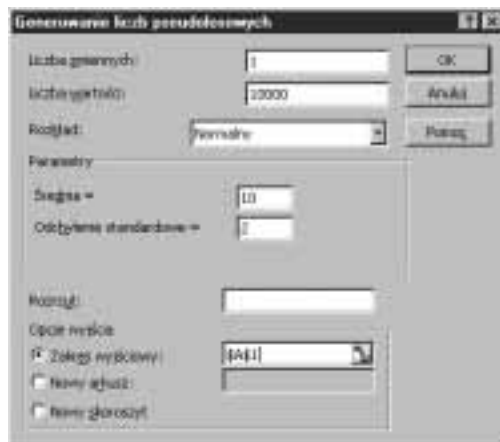 Generowanie liczb pseudolosowych
Liczba zmiennych: 1
OK
Liczba wartości: 10000
Anuluj
Rozkład: Normalny
Pomoc
Parametry
Średnia = 10
Odchylenie standardowe = 2
Rozrzut:
Opcje wyjścia
Zakres wyjściowy: $A$1
Nowy arkusz
Nowy skoroszyt